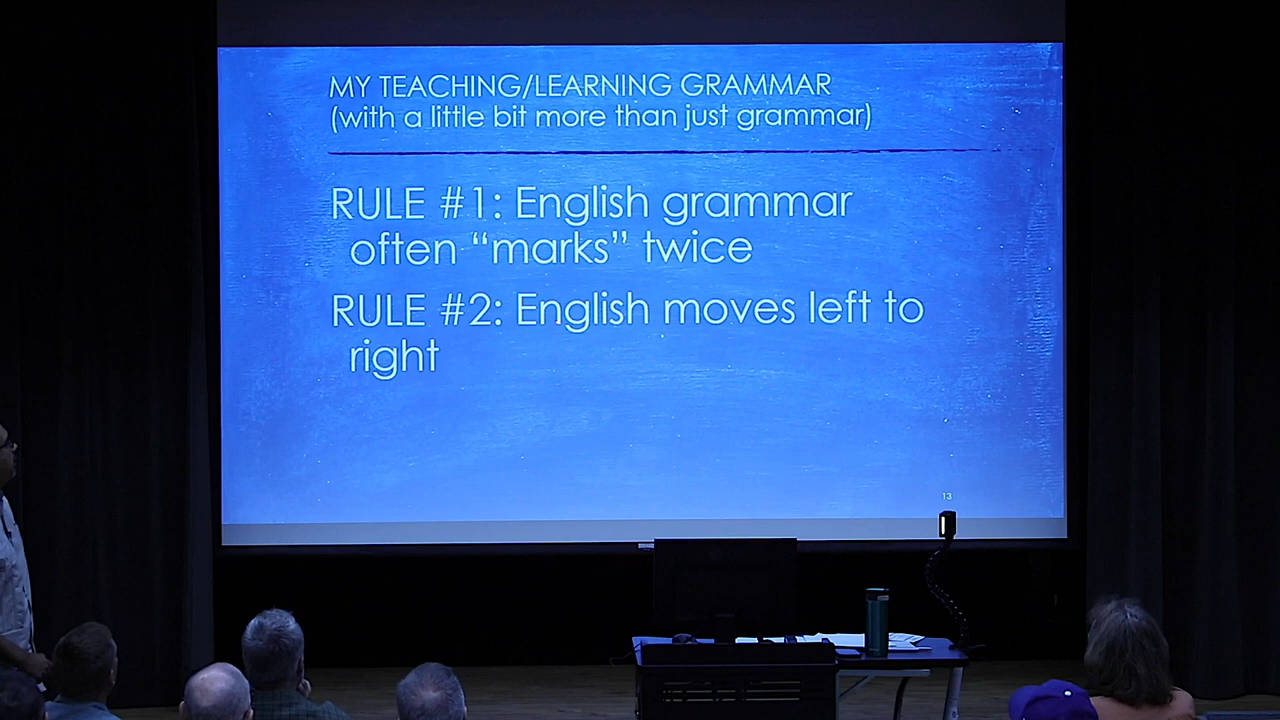 MY TEACHING/LEARNING GRAMMAR
(with a little bit more than just grammar)
RULE #1: English grammar
often “marks” twice
RULE #2: English moves left to
right
13